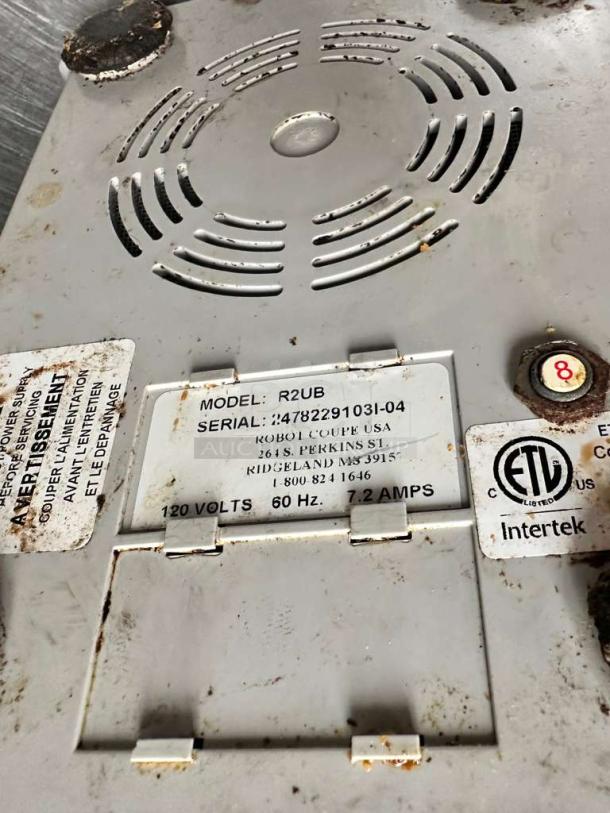 POWER SUPPLY
BEFORE SERVICING
AVERTISSEMENT
COUPER L'ALIMENTATION
AVANT L'ENTRETIEN
ET LE DEPANNAGE
MODEL: R2UB
SERIAL: 2478229103I-04
ROBOT COUPE USA
264 S. PERKINS ST.
RIDGELAND MS 39157
1-800-824-1646
120 VOLTS 60 Hz. 7.2 AMPS
8
ETL
C US
LISTED
Intertek